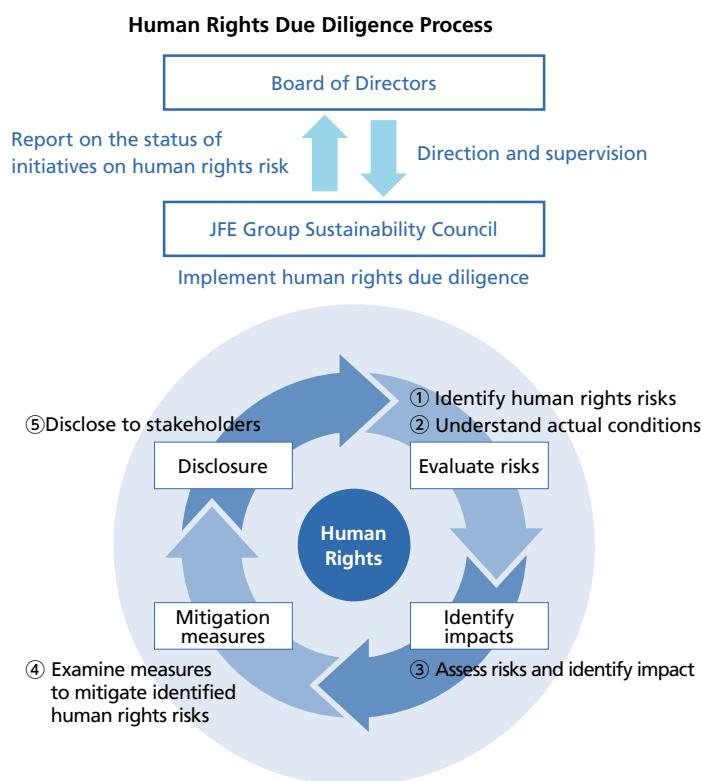 Human Rights Due Diligence Process
Board of Directors
Report on the status of
initiatives on human rights risk
Direction and supervision
JFE Group Sustainability Council
Implement human rights due diligence
① Identify human rights risks
② Understand actual conditions
⑤Disclose to stakeholders
Disclosure
Evaluate risks
Human
Rights
Mitigation
measures
Identify
impacts
④ Examine measures
to mitigate identified
human rights risks
③ Assess risks and identify impact